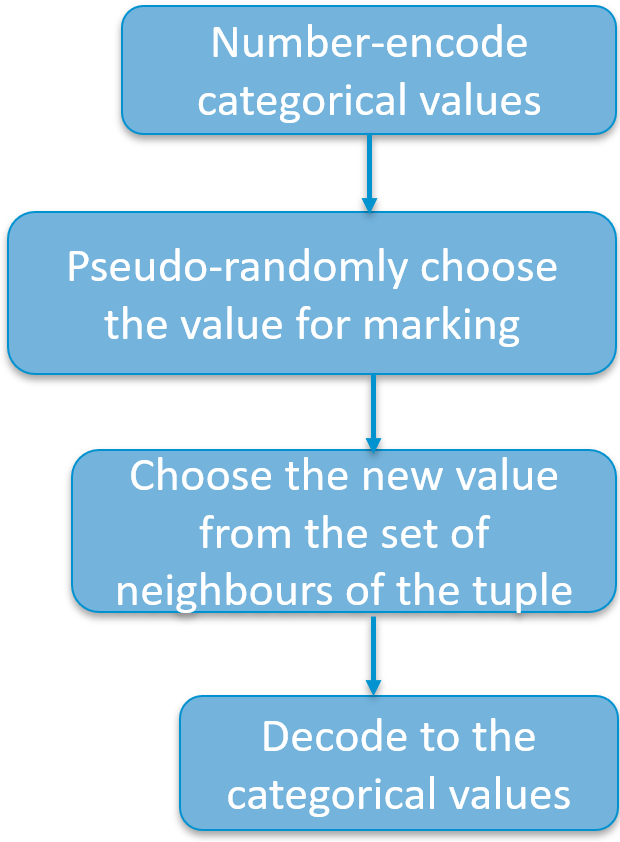 Number-encode
categorical values
Pseudo-randomly choose
the value for marking
Choose the new value
from the set of
neighbours of the tuple
Decode to the
categorical values